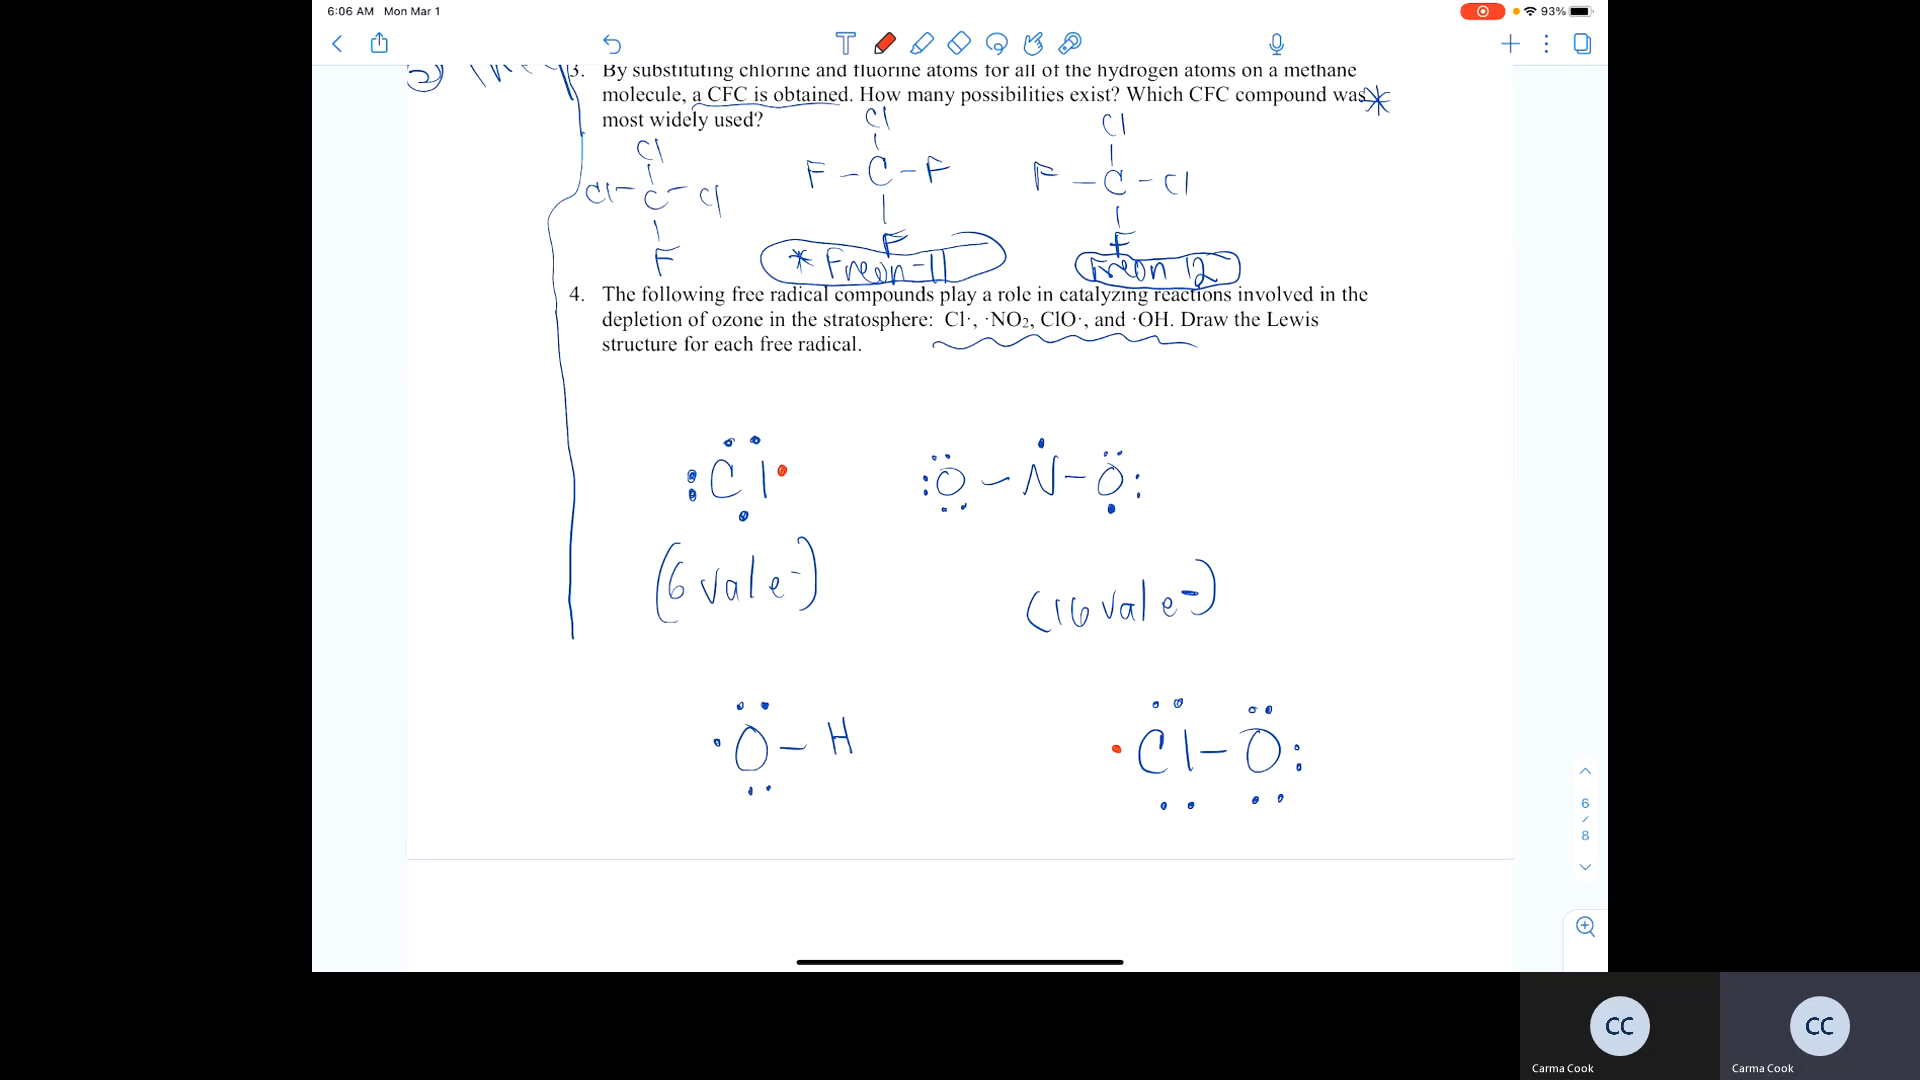 6:06 AM Mon Mar 1
93%
3. By substituting chlorine and fluorine atoms for all of the hydrogen atoms on a methane
molecule, a CFC is obtained. How many possibilities exist? Which CFC compound was *
most widely used?
Cl
Cl - C - Cl
F
Cl
F - C - F
F
* Freon-11
Cl
F - C - Cl
F
Freon 12
4. The following free radical compounds play a role in catalyzing reactions involved in the
depletion of ozone in the stratosphere: Cl·, ·NO₂, ClO·, and ·OH. Draw the Lewis
structure for each free radical.
Cl
O - N - O
(6 val e⁻)
(16 val e⁻)
O - H
Cl - O
6
/
8
CC
CC
Carma Cook
Carma Cook